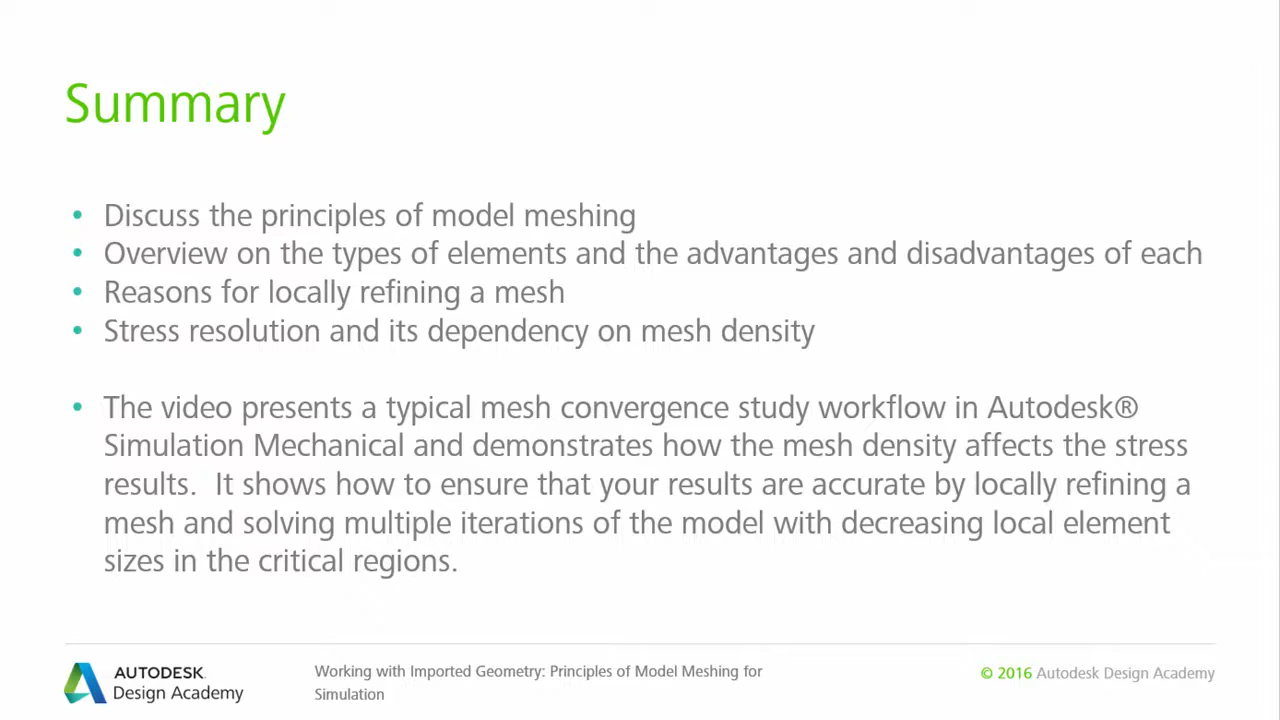 Summary
• Discuss the principles of model meshing
• Overview on the types of elements and the advantages and disadvantages of each
• Reasons for locally refining a mesh
• Stress resolution and its dependency on mesh density
• The video presents a typical mesh convergence study workflow in Autodesk®
Simulation Mechanical and demonstrates how the mesh density affects the stress
results.  It shows how to ensure that your results are accurate by locally refining a
mesh and solving multiple iterations of the model with decreasing local element
sizes in the critical regions.
AUTODESK.
Design Academy
Working with Imported Geometry: Principles of Model Meshing for
Simulation
© 2016 Autodesk Design Academy